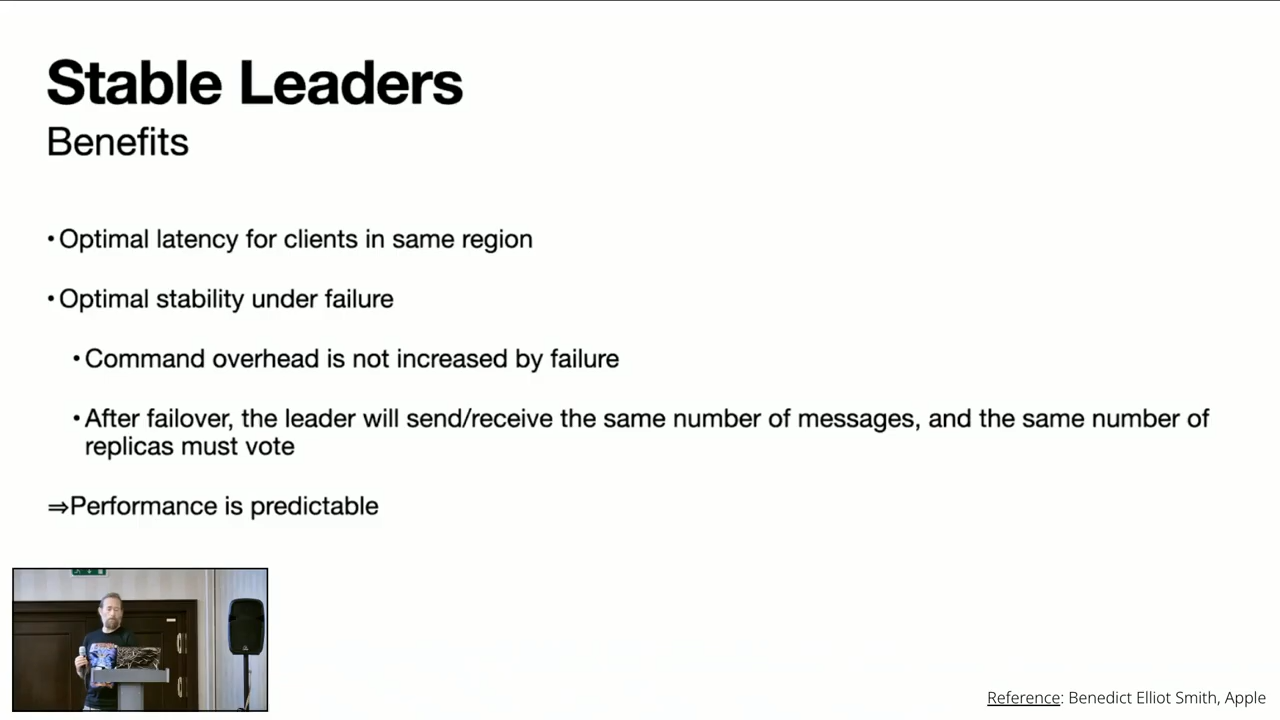 Stable Leaders
Benefits
• Optimal latency for clients in same region
• Optimal stability under failure
• Command overhead is not increased by failure
• After failover, the leader will send/receive the same number of messages, and the same number of
replicas must vote
⇒Performance is predictable
Reference: Benedict Elliot Smith, Apple